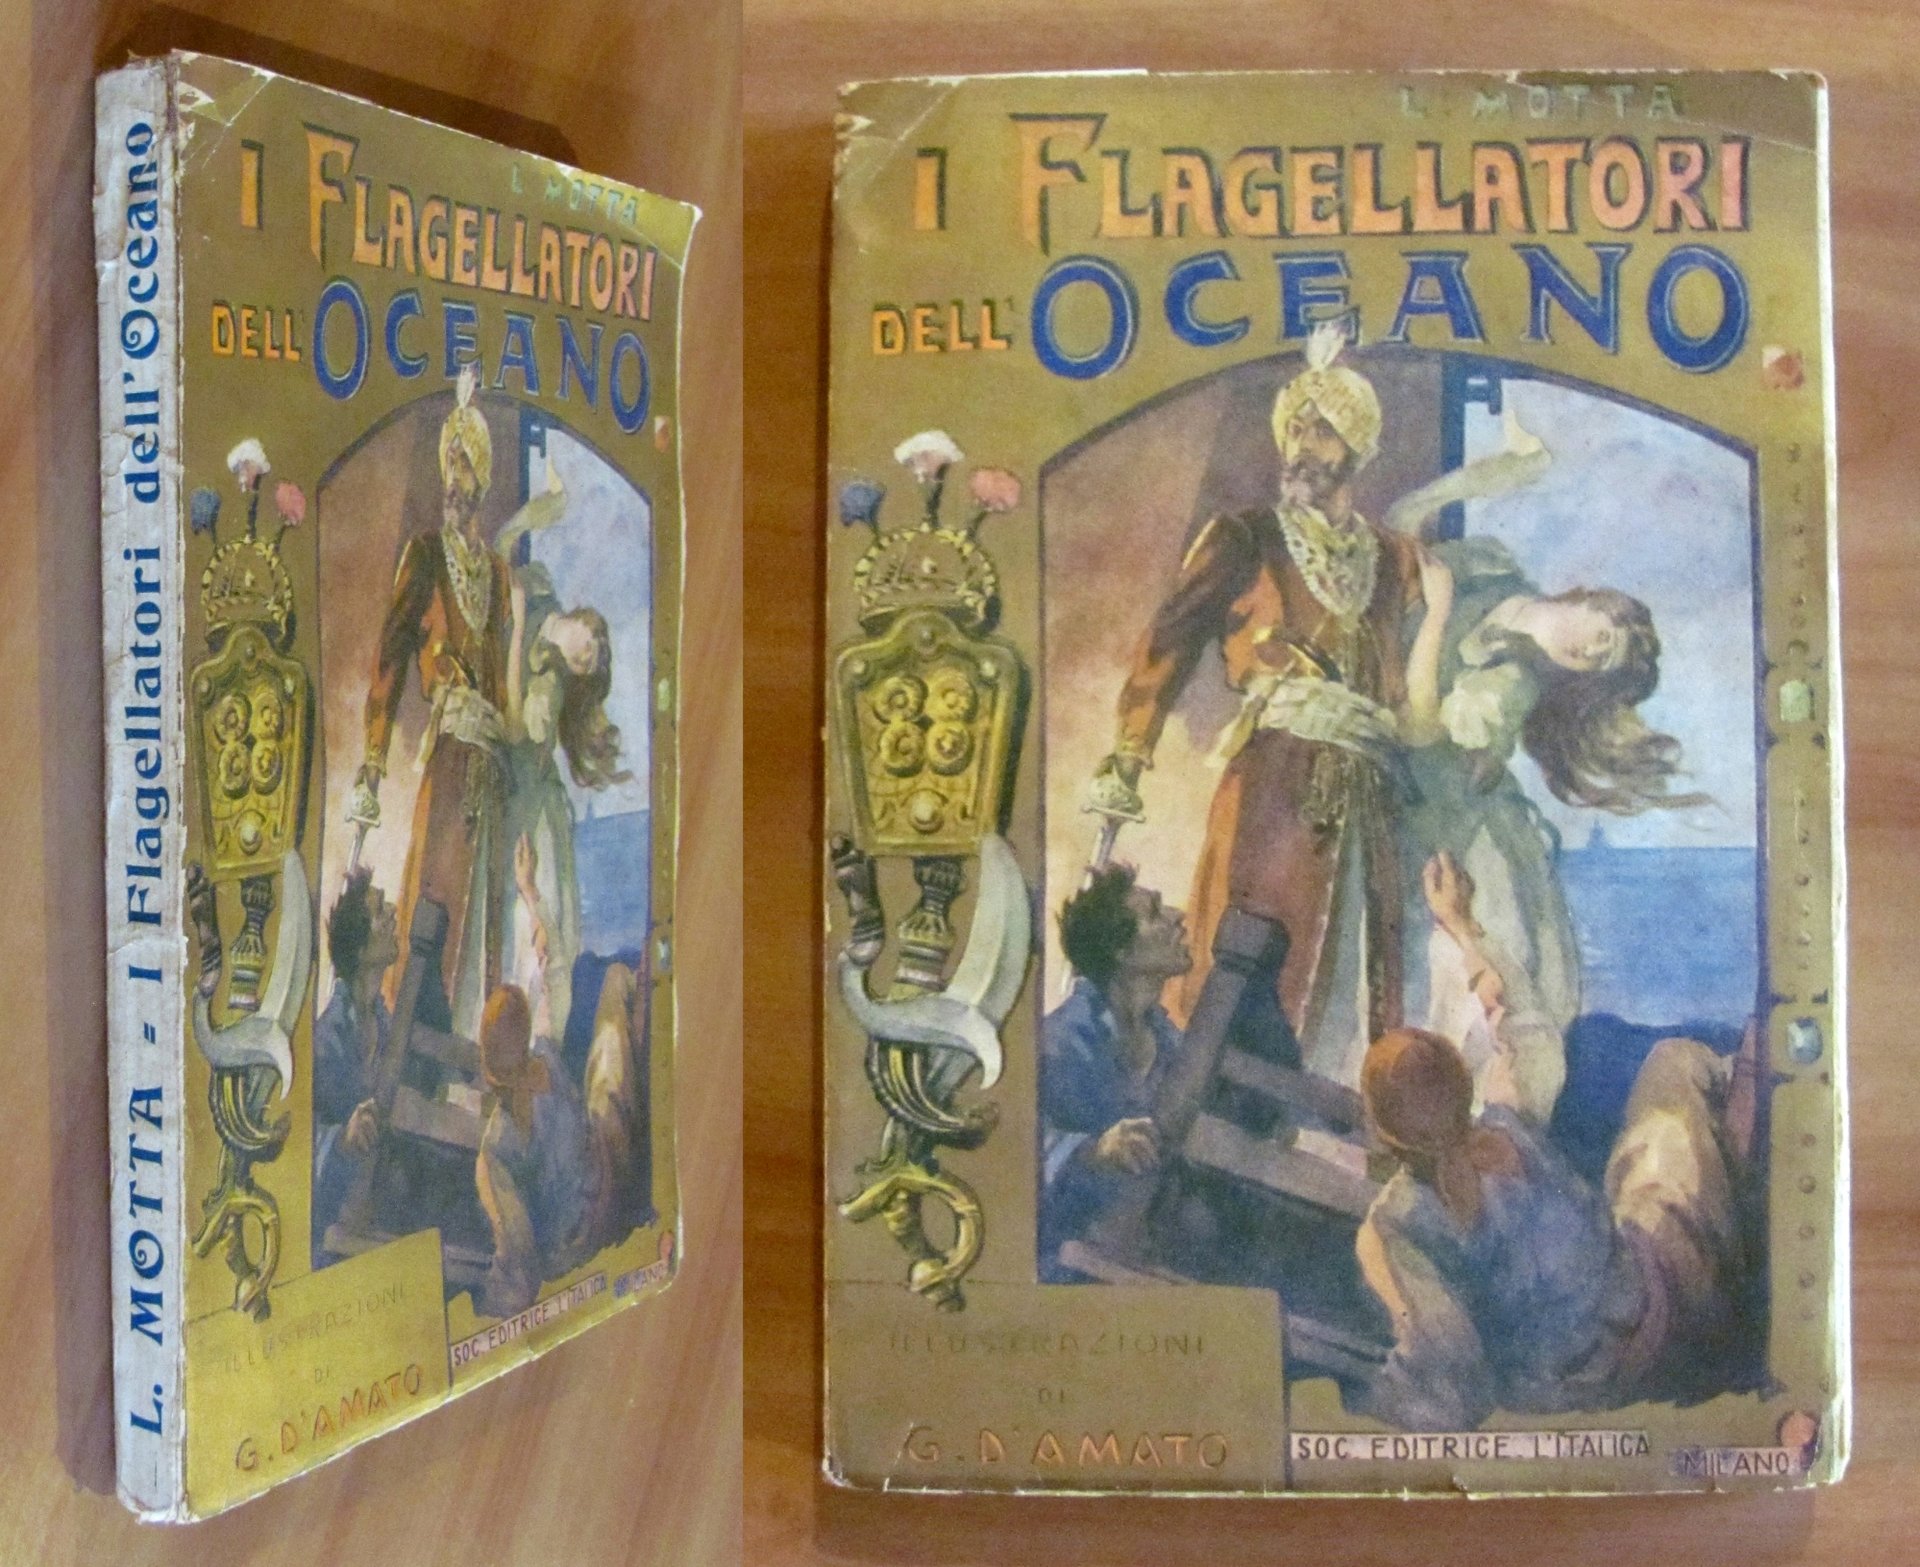 L. MOTTA = I Flagellatori dell'Oceano
L. MOTTA
I FLAGELLATORI
DELL' OCEANO
ILLUSTRAZIONI
DI
G. D'AMATO
SOC. EDITRICE L'ITALICA
MILANO
L. MOTTA
I FLAGELLATORI
DELL' OCEANO
ILLUSTRAZIONI
DI
G. D'AMATO
SOC. EDITRICE L'ITALICA
MILANO